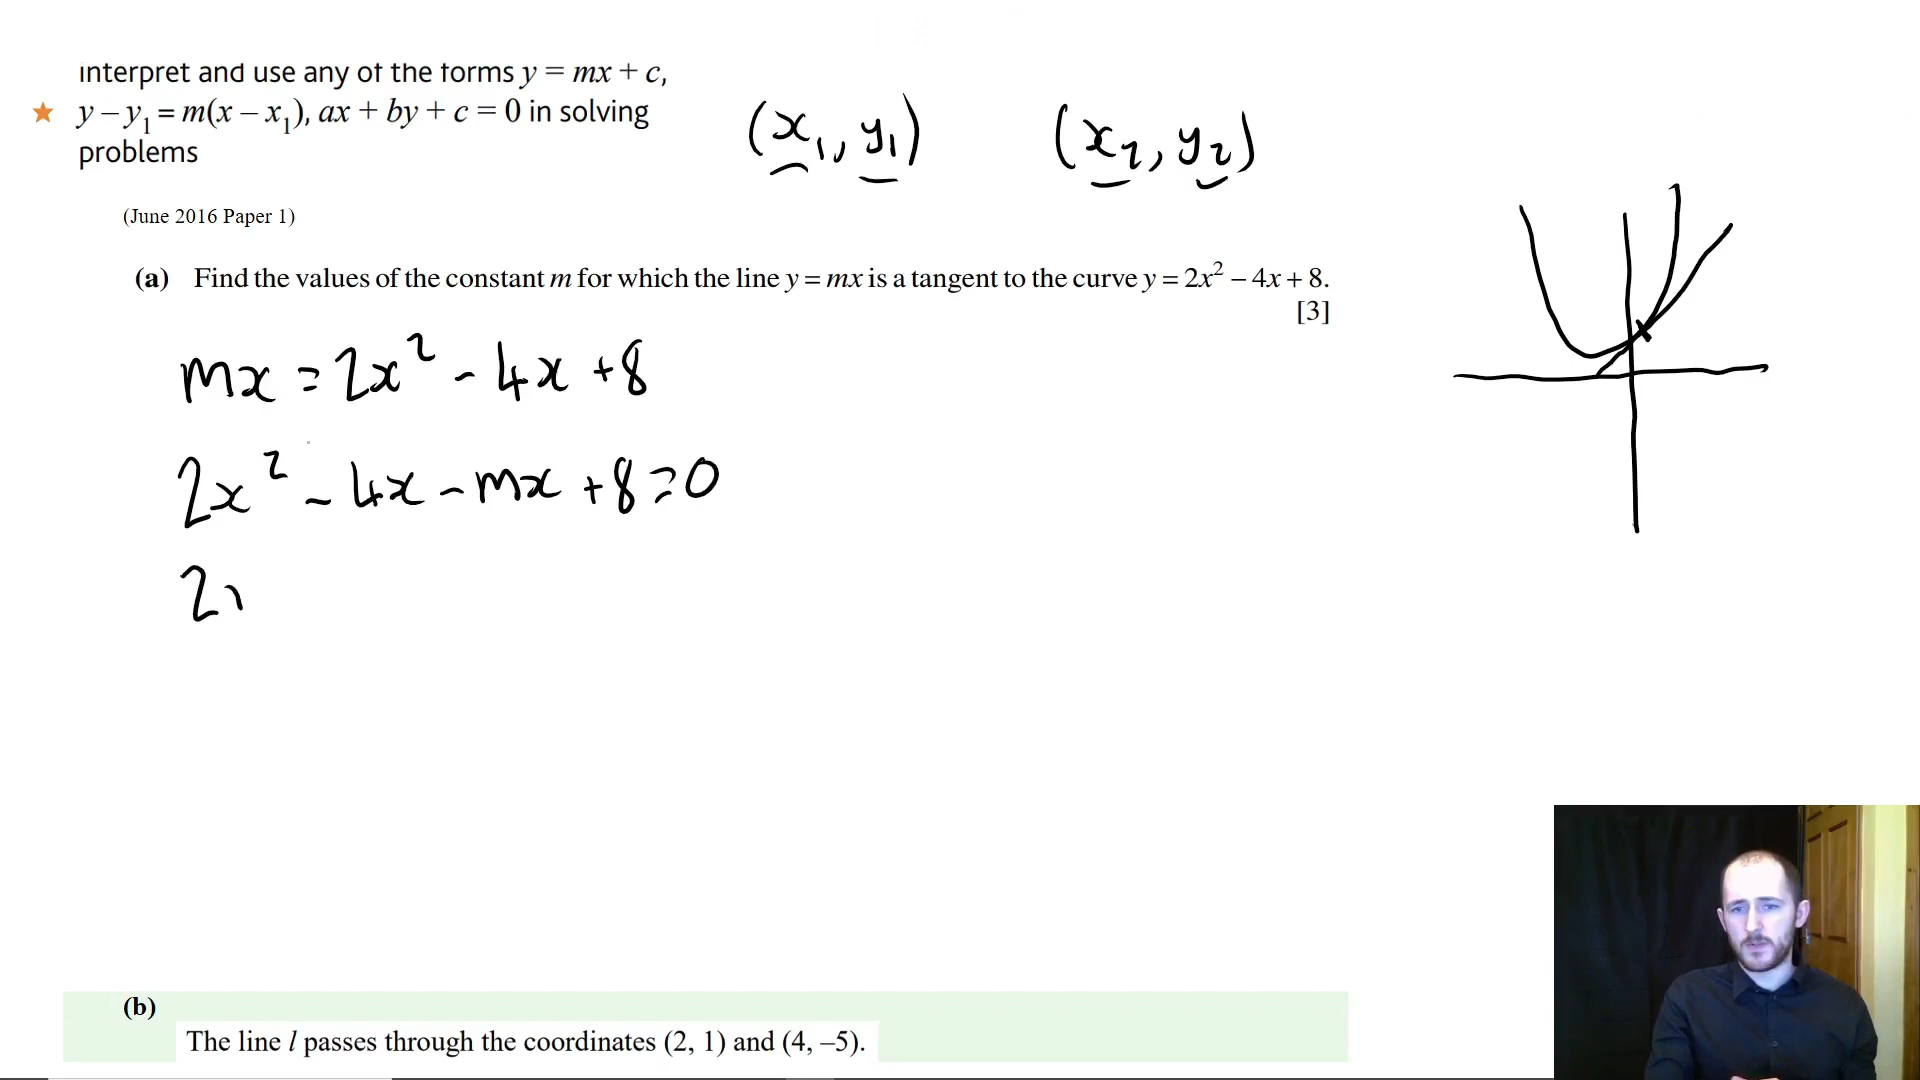 interpret and use any of the forms y = mx + c,
★ y – y₁ = m(x – x₁), ax + by + c = 0 in solving
problems
(x₁, y₁) (x₂, y₂)
(June 2016 Paper 1)
(a) Find the values of the constant m for which the line y = mx is a tangent to the curve y = 2x² – 4x + 8.
[3]
mx = 2x² - 4x + 8
2x² - 4x - mx + 8 = 0
2
(b)
The line l passes through the coordinates (2, 1) and (4, –5).